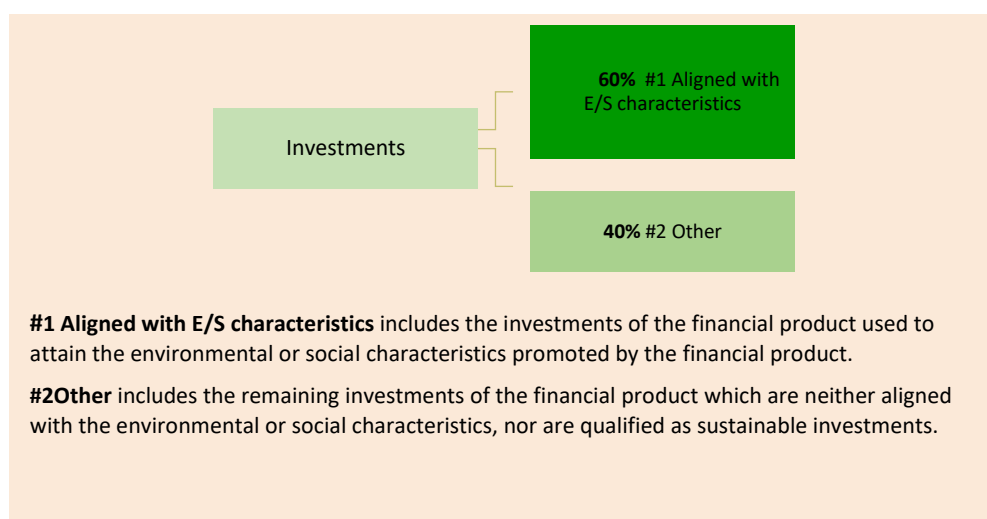 60% #1 Aligned with
E/S characteristics
Investments
40% #2 Other
#1 Aligned with E/S characteristics includes the investments of the financial product used to
attain the environmental or social characteristics promoted by the financial product.
#2Other includes the remaining investments of the financial product which are neither aligned
with the environmental or social characteristics, nor are qualified as sustainable investments.